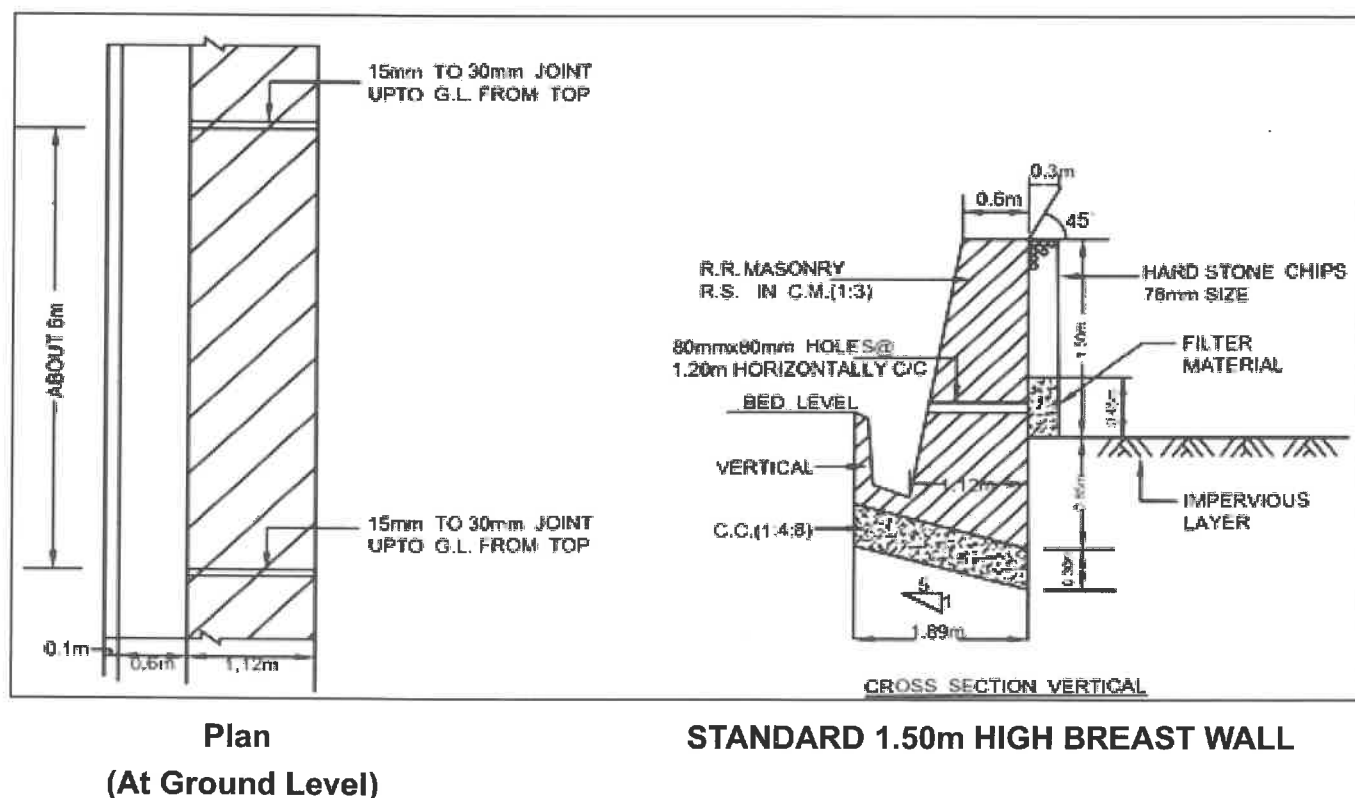 15mm TO 30mm JOINT
UPTO G.L. FROM TOP
ABOUT 6m
15mm TO 30mm JOINT
UPTO G.L. FROM TOP
0.1m
0.6m
1.12m
0.3m
0.6m
45
R.R. MASONRY
R.S. IN C.M.(1:3)
HARD STONE CHIPS
76mm SIZE
1.50m
80mmx80mm HOLES@
1.20m HORIZONTALLY C/C
FILTER
MATERIAL
BED LEVEL
VERTICAL
1.12m
IMPERVIOUS
LAYER
C.C.(1:4:8)
0.30m
5
1
1.89m
CROSS SECTION VERTICAL
Plan
(At Ground Level)
STANDARD 1.50m HIGH BREAST WALL